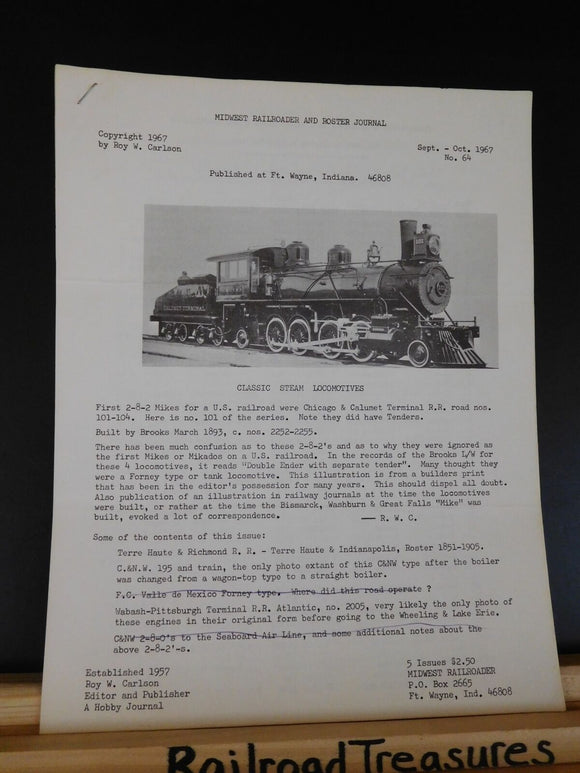 MIDWEST RAILROADER AND ROSTER JOURNAL
Copyright 1967
by Roy W. Carlson
Sept. - Oct. 1967
No. 64
Published at Ft. Wayne, Indiana. 46808
CLASSIC STEAM LOCOMOTIVES
First 2-8-2 Mikes for a U.S. railroad were Chicago & Calumet Terminal R.R. road nos.
101-104. Here is no. 101 of the series. Note they did have Tenders.
Built by Brooks March 1893, c. nos. 2252-2255.
There has been much confusion as to these 2-8-2's and as to why they were ignored as
the first Mikes or Mikados on a U.S. railroad. In the records of the Brooks L/W for
these 4 locomotives, it reads "Double Ender with separate tender". Many thought they
were a Forney type or tank locomotive. This illustration is from a builders print
that has been in the editor's possession for many years. This should dispel all doubt.
Also publication of an illustration in railway journals at the time the locomotives
were built, or rather at the time the Bismarck, Washburn & Great Falls "Mike" was
built, evoked a lot of correspondence. — R. W. C.
Some of the contents of this issue:
Terre Haute & Richmond R. R. - Terre Haute & Indianapolis, Roster 1851-1905.
C.&N.W. 195 and train, the only photo extant of this C&NW type after the boiler
was changed from a wagon-top type to a straight boiler.
F.C. Valle de Mexico Forney type. Where did this road operate ?
Wabash-Pittsburgh Terminal R.R. Atlantic, no. 2005, very likely the only photo of
these engines in their original form before going to the Wheeling & Lake Erie.
C&NW 2-8-0's to the Seaboard Air Line, and some additional notes about the
above 2-8-2'-s.
Established 1957
Roy W. Carlson
Editor and Publisher
A Hobby Journal
5 Issues $2.50
MIDWEST RAILROADER
P.O. Box 2665
Ft. Wayne, Ind. 46808
Railroad Treasures